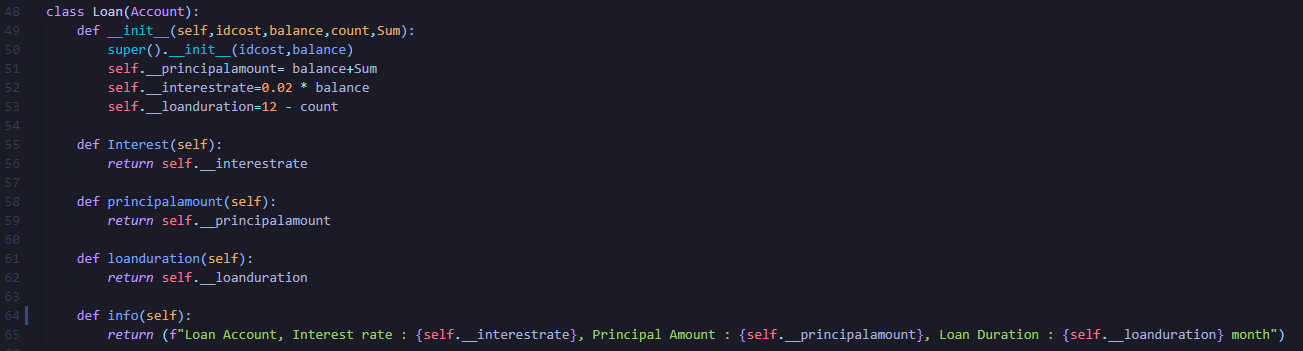 48 class Loan(Account):
49     def __init__(self,idcost,balance,count,Sum):
50         super().__init__(idcost,balance)
51         self.__principalamount= balance+Sum
52         self.__interestrate=0.02 * balance
53         self.__loanduration=12 - count
54
55     def Interest(self):
56         return self.__interestrate
57
58     def principalamount(self):
59         return self.__principalamount
60
61     def loanduration(self):
62         return self.__loanduration
63
64     def info(self):
65         return (f"Loan Account, Interest rate : {self.__interestrate}, Principal Amount : {self.__principalamount}, Loan Duration : {self.__loanduration} month")